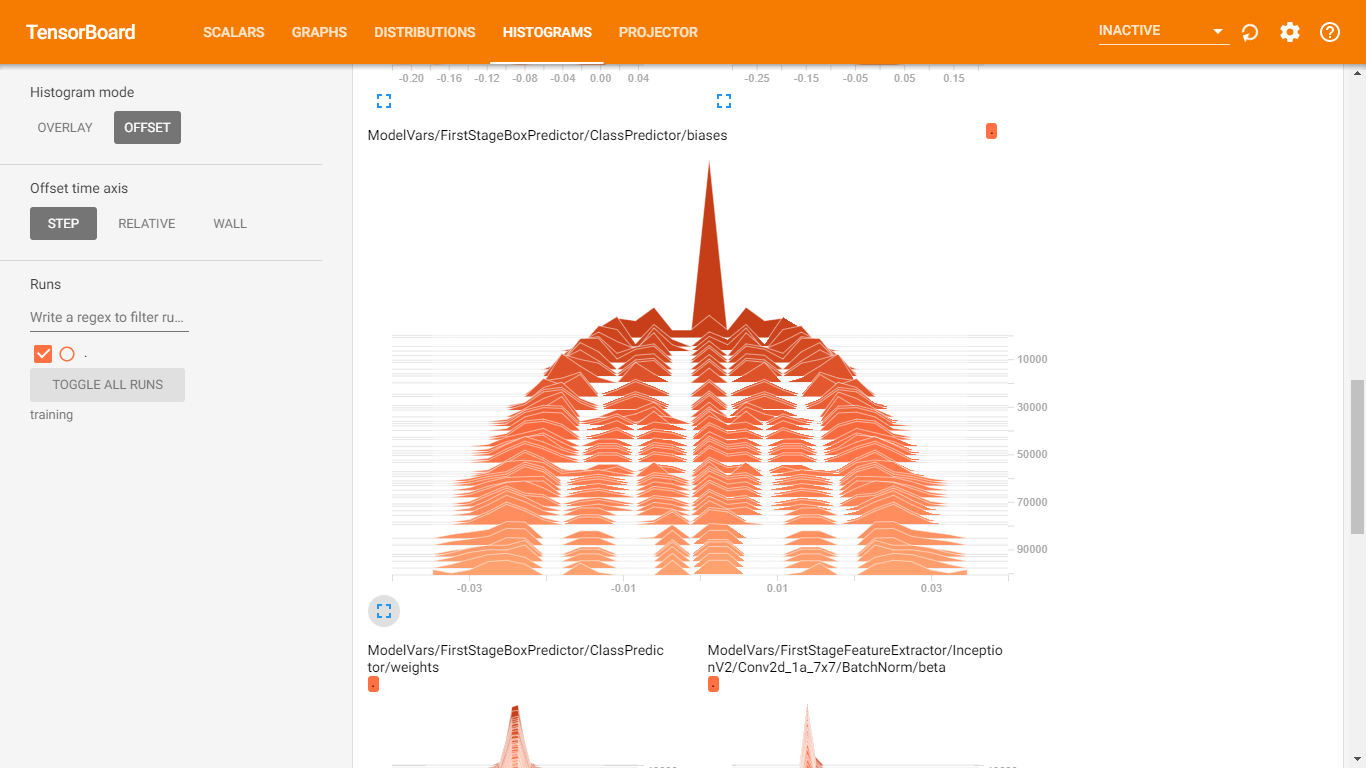 TensorBoard SCALARS GRAPHS DISTRIBUTIONS HISTOGRAMS PROJECTOR INACTIVE
Histogram mode
OVERLAY OFFSET
Offset time axis
STEP RELATIVE WALL
Runs
Write a regex to filter ru...
.
TOGGLE ALL RUNS
training
-0.20 -0.16 -0.12 -0.08 -0.04 0.00 0.04
-0.25 -0.15 -0.05 0.05 0.15
ModelVars/FirstStageBoxPredictor/ClassPredictor/biases
.
10000
30000
50000
70000
90000
-0.03 -0.01 0.01 0.03
ModelVars/FirstStageBoxPredictor/ClassPredic
tor/weights
.
ModelVars/FirstStageFeatureExtractor/Inceptio
nV2/Conv2d_1a_7x7/BatchNorm/beta
.